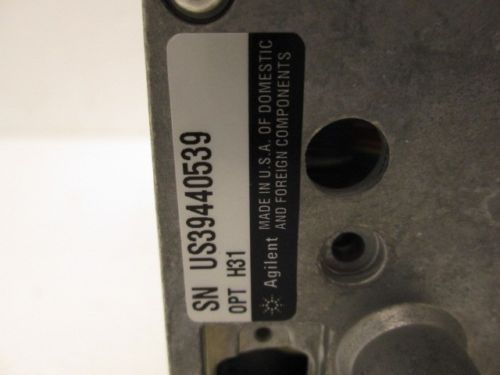 SN US39440539
OPT H31
Agilent
MADE IN U.S.A. OF DOMESTIC
AND FOREIGN COMPONENTS